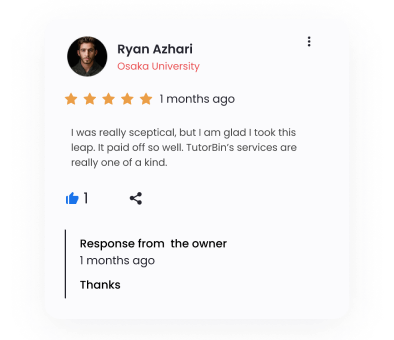 Ryan Azhari
Osaka University
1 months ago
I was really sceptical, but I am glad I took this
leap. It paid off so well. TutorBin's services are
really one of a kind.
1
Response from  the owner
1 months ago
Thanks